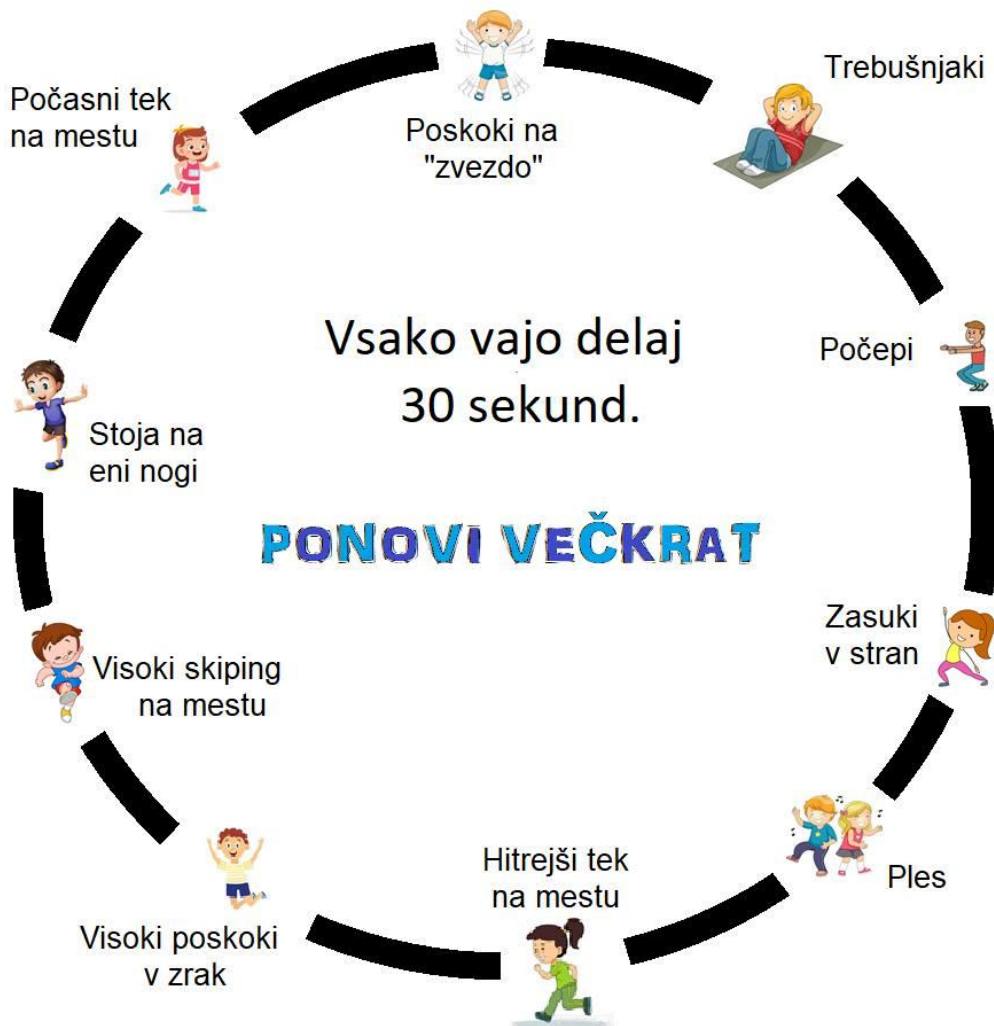 Poskoki na
"zvezdo"
Trebušnjaki
Počasni tek
na mestu
Vsako vajo delaj
30 sekund.
Počepi
Stoja na
eni nogi
PONOVI VEČKRAT
Zasuki
v stran
Visoki skiping
na mestu
Ples
Hitrejši tek
na mestu
Visoki poskoki
v zrak